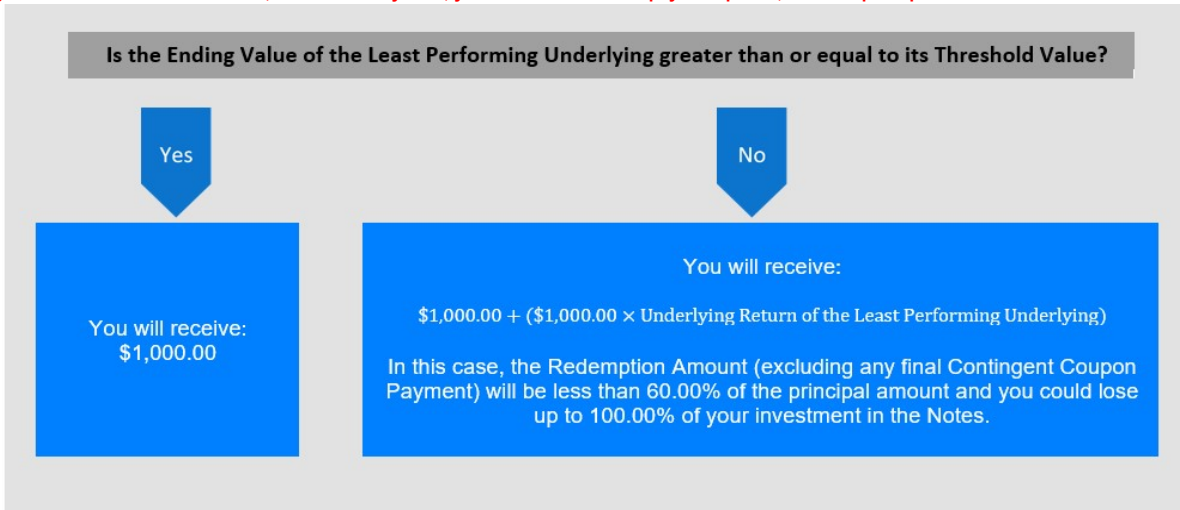 Is the Ending Value of the Least Performing Underlying greater than or equal to its Threshold Value?
Yes
No
You will receive:
$1,000.00
You will receive:
$1,000.00 + ($1,000.00 × Underlying Return of the Least Performing Underlying)
In this case, the Redemption Amount (excluding any final Contingent Coupon
Payment) will be less than 60.00% of the principal amount and you could lose
up to 100.00% of your investment in the Notes.